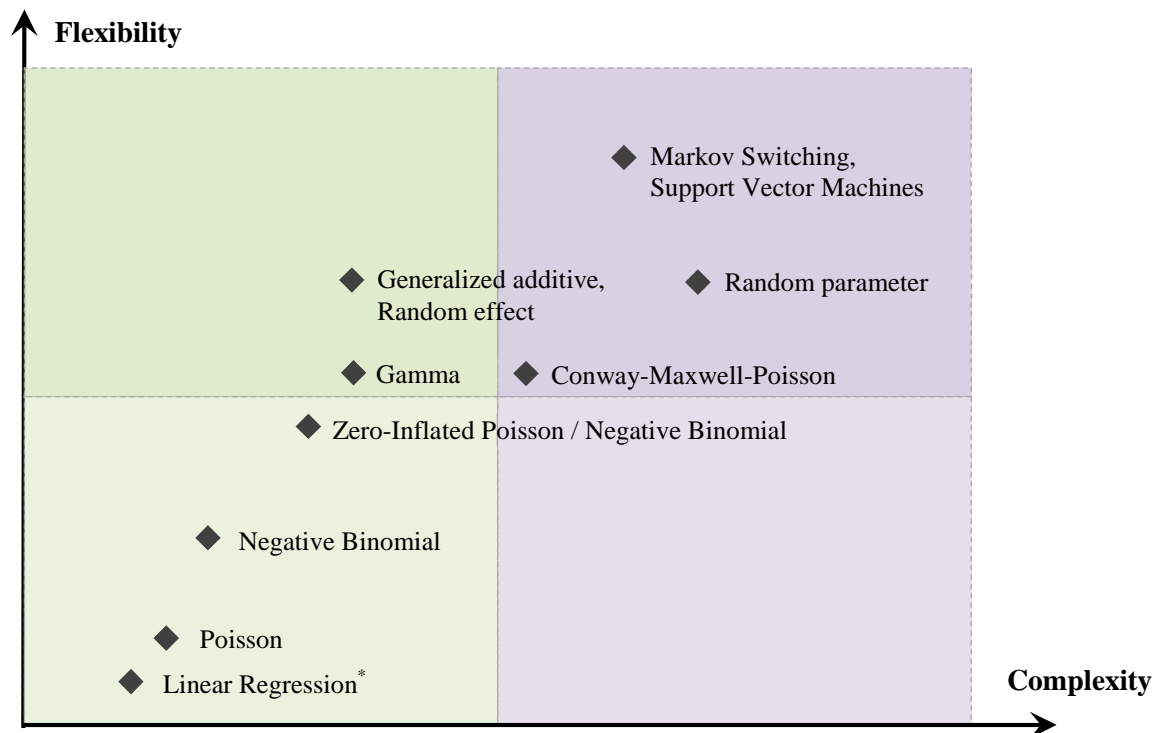 Flexibility
Markov Switching,
Support Vector Machines
Generalized additive,
Random effect
Random parameter
Gamma
Conway-Maxwell-Poisson
Zero-Inflated Poisson / Negative Binomial
Negative Binomial
Poisson
Linear Regression*
Complexity